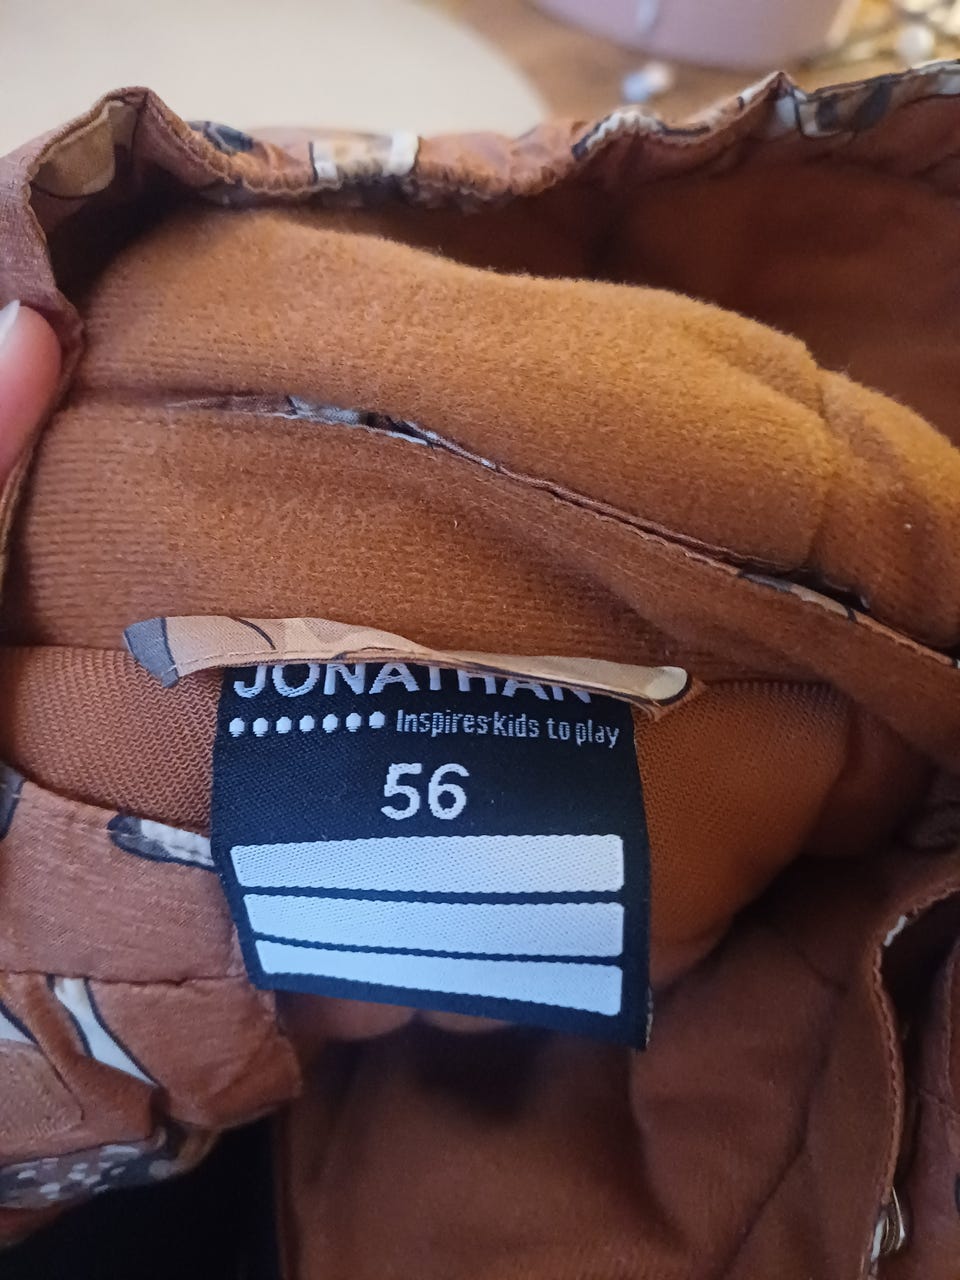 JONATHAN
••••••• Inspires kids to play
56